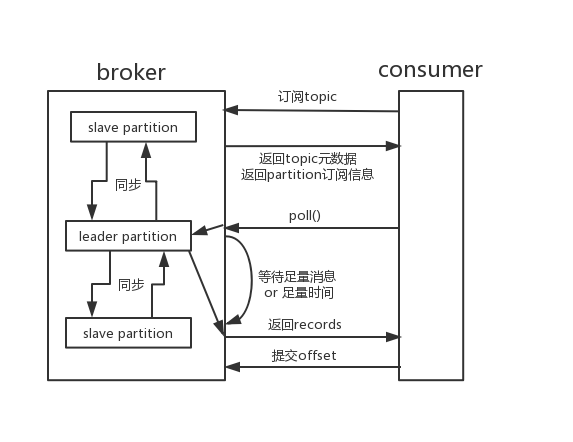 broker
consumer
订阅topic
slave partition
返回topic元数据
返回partition订阅信息
同步
poll()
leader partition
等待足量消息
or 足量时间
同步
返回records
slave partition
提交offset